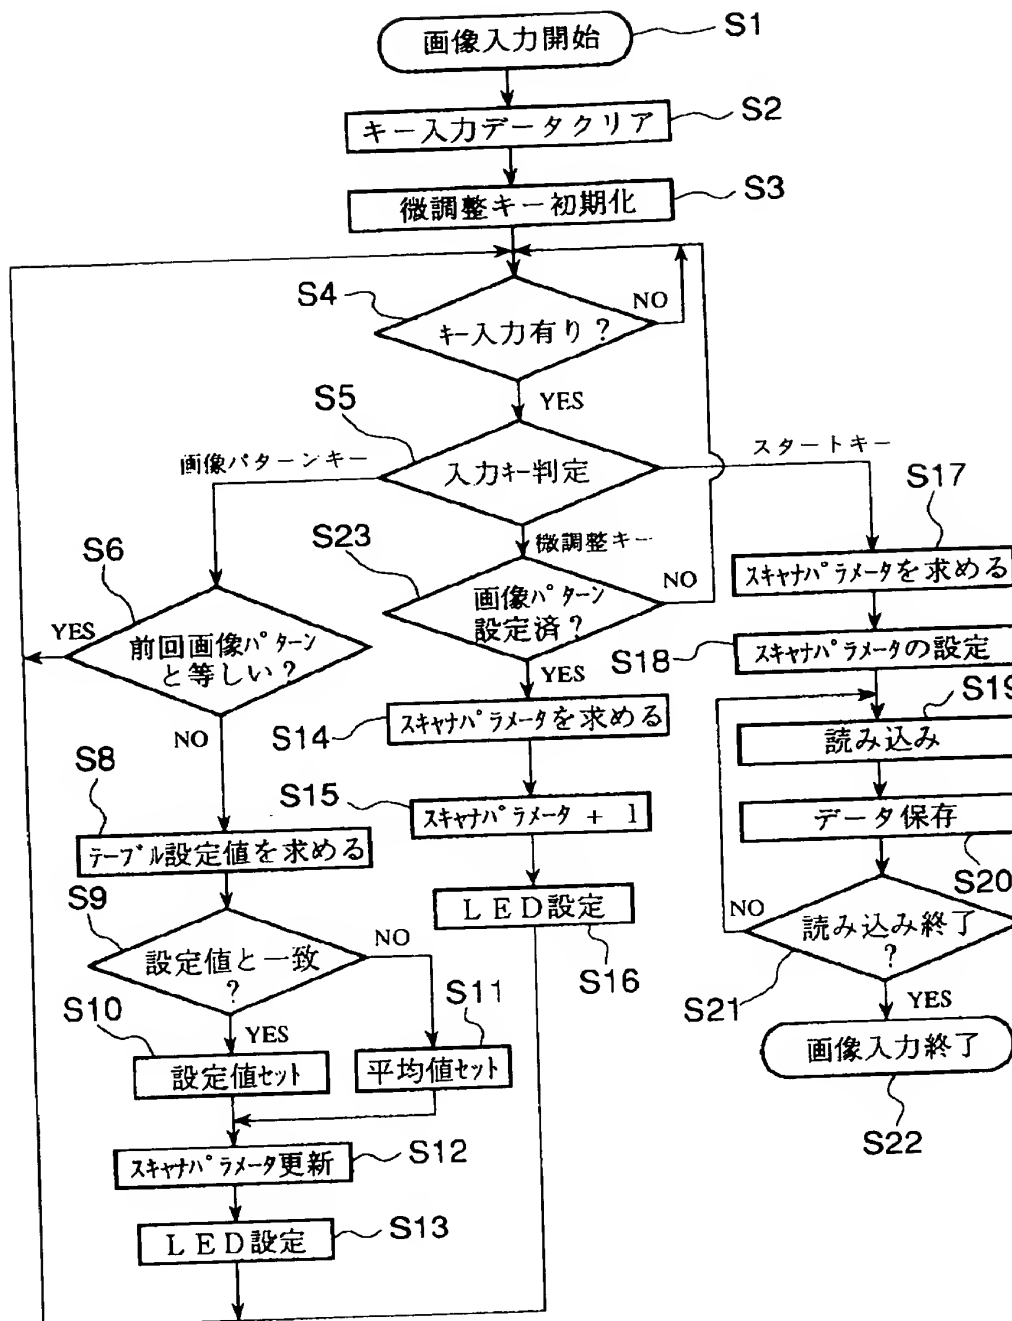 画像入力開始
S1
キー入力データクリア
S2
微調整キー初期化
S3
S4
キー入力有り？
NO
YES
S5
入力キー判定
画像パターンキー
スタートキー
微調整キー
S6
前回画像パターン
と等しい？
YES
NO
S8
テーブル設定値を求める
S9
設定値と一致
？
NO
YES
S10
設定値セット
S11
平均値セット
スキャナパラメータ更新
S12
ＬＥＤ設定
S13
S23
画像パターン
設定済？
NO
YES
S14
スキャナパラメータを求める
S15
スキャナパラメータ + 1
ＬＥＤ設定
S16
S17
スキャナパラメータを求める
S18
スキャナパラメータの設定
S19
読み込み
データ保存
S20
読み込み終了
？
NO
S21
YES
画像入力終了
S22